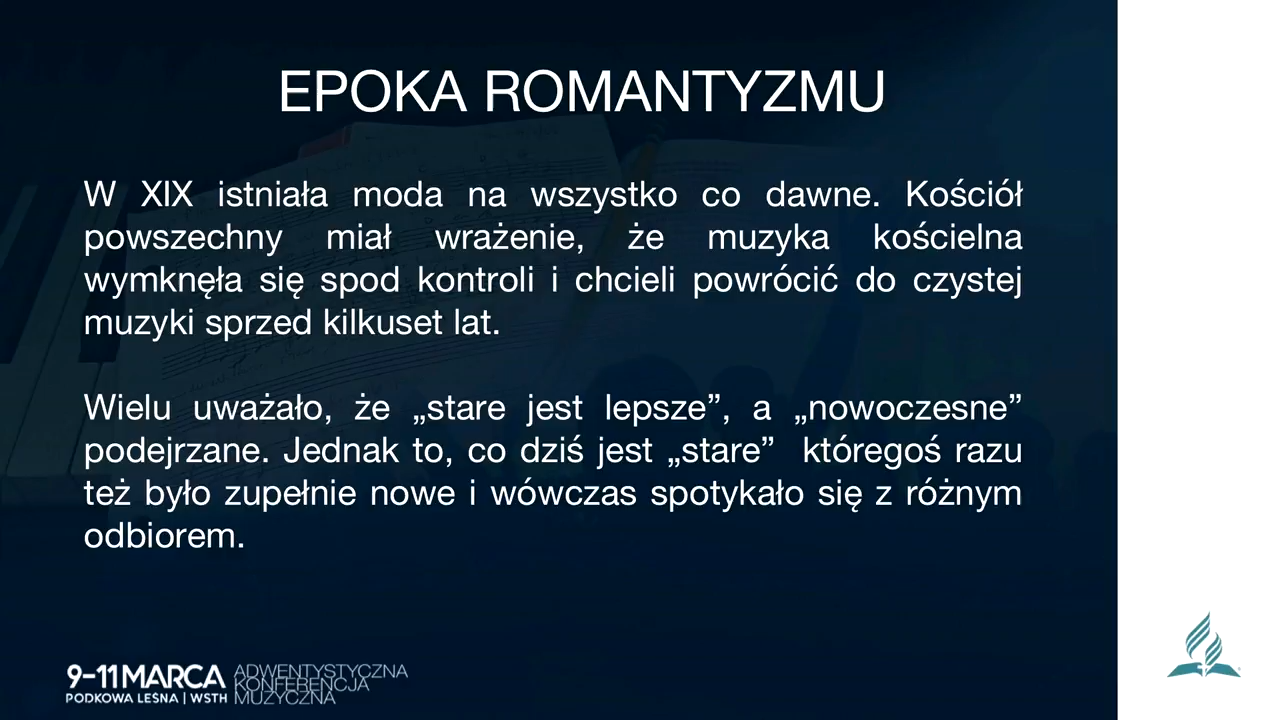 EPOKA ROMANTYZMU
W XIX istniała moda na wszystko co dawne. Kościół
powszechny miał wrażenie, że muzyka kościelna
wymknęła się spod kontroli i chcieli powrócić do czystej
muzyki sprzed kilkuset lat.
Wielu uważało, że „stare jest lepsze”, a „nowoczesne”
podejrzane. Jednak to, co dziś jest „stare” któregoś razu
też było zupełnie nowe i wówczas spotykało się z różnym
odbiorem.
9-11 MARCA
PODKOWA LEŚNA | WSTH
ADWENTYSTYCZNA
KONFERENCJA
MUZYCZNA